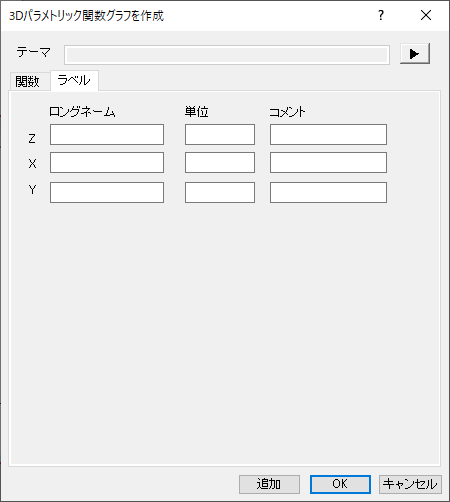 3Dパラメトリック関数グラフを作成 ?
テーマ
関数 ラベル
ロングネーム 単位 コメント
Z
X
Y
追加 OK キャンセル